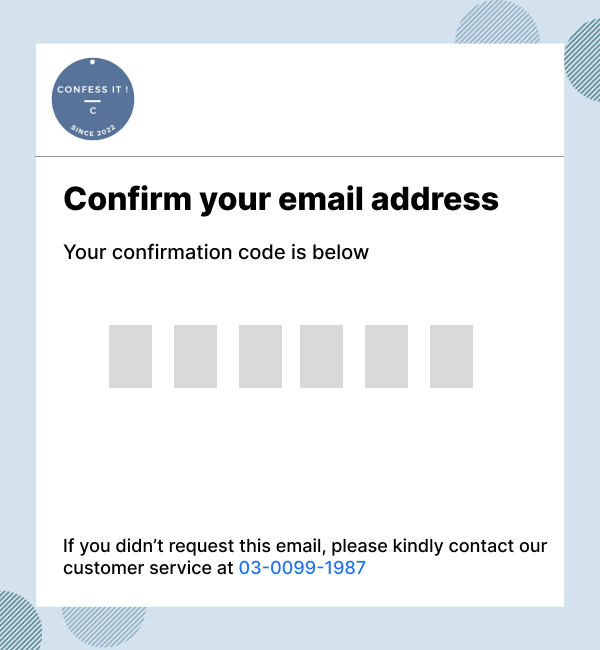 CONFESS IT !
C
SINCE 2022
Confirm your email address
Your confirmation code is below
If you didn’t request this email, please kindly contact our
customer service at 03-0099-1987